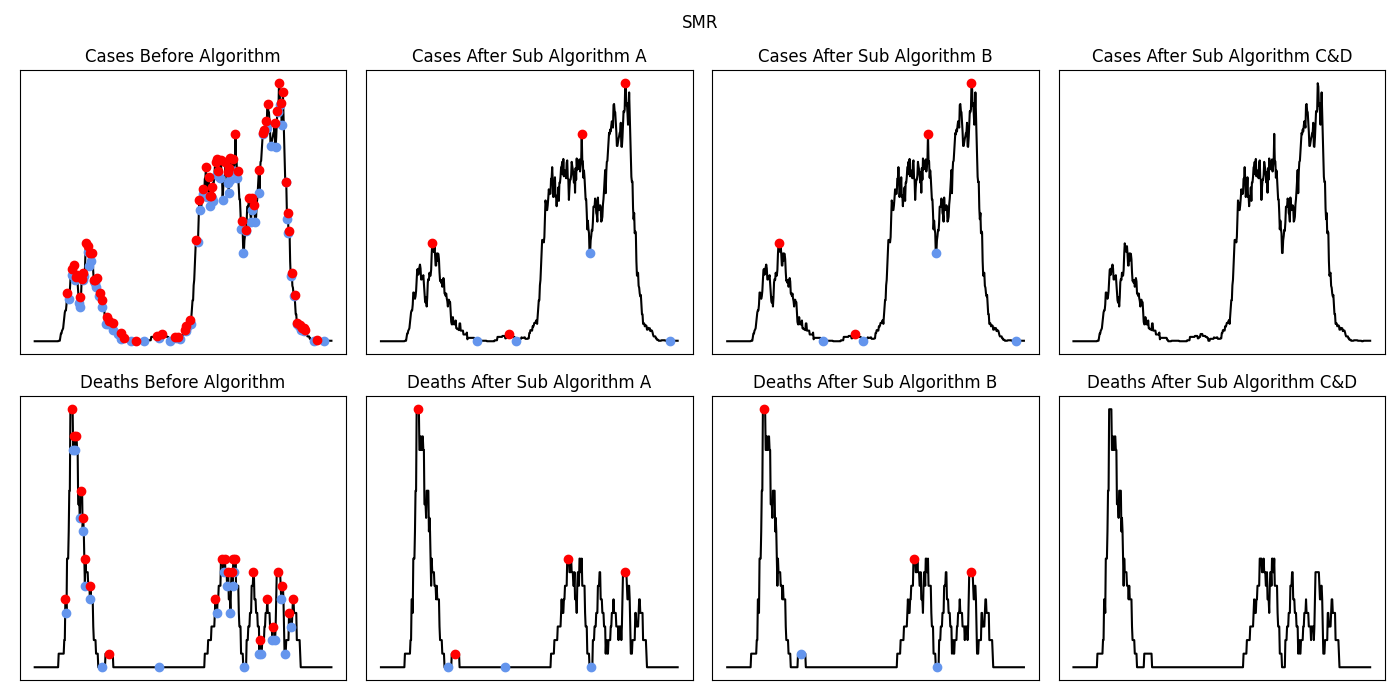 SMR
Cases Before Algorithm
Cases After Sub Algorithm A
Cases After Sub Algorithm B
Cases After Sub Algorithm C&D
Deaths Before Algorithm
Deaths After Sub Algorithm A
Deaths After Sub Algorithm B
Deaths After Sub Algorithm C&D